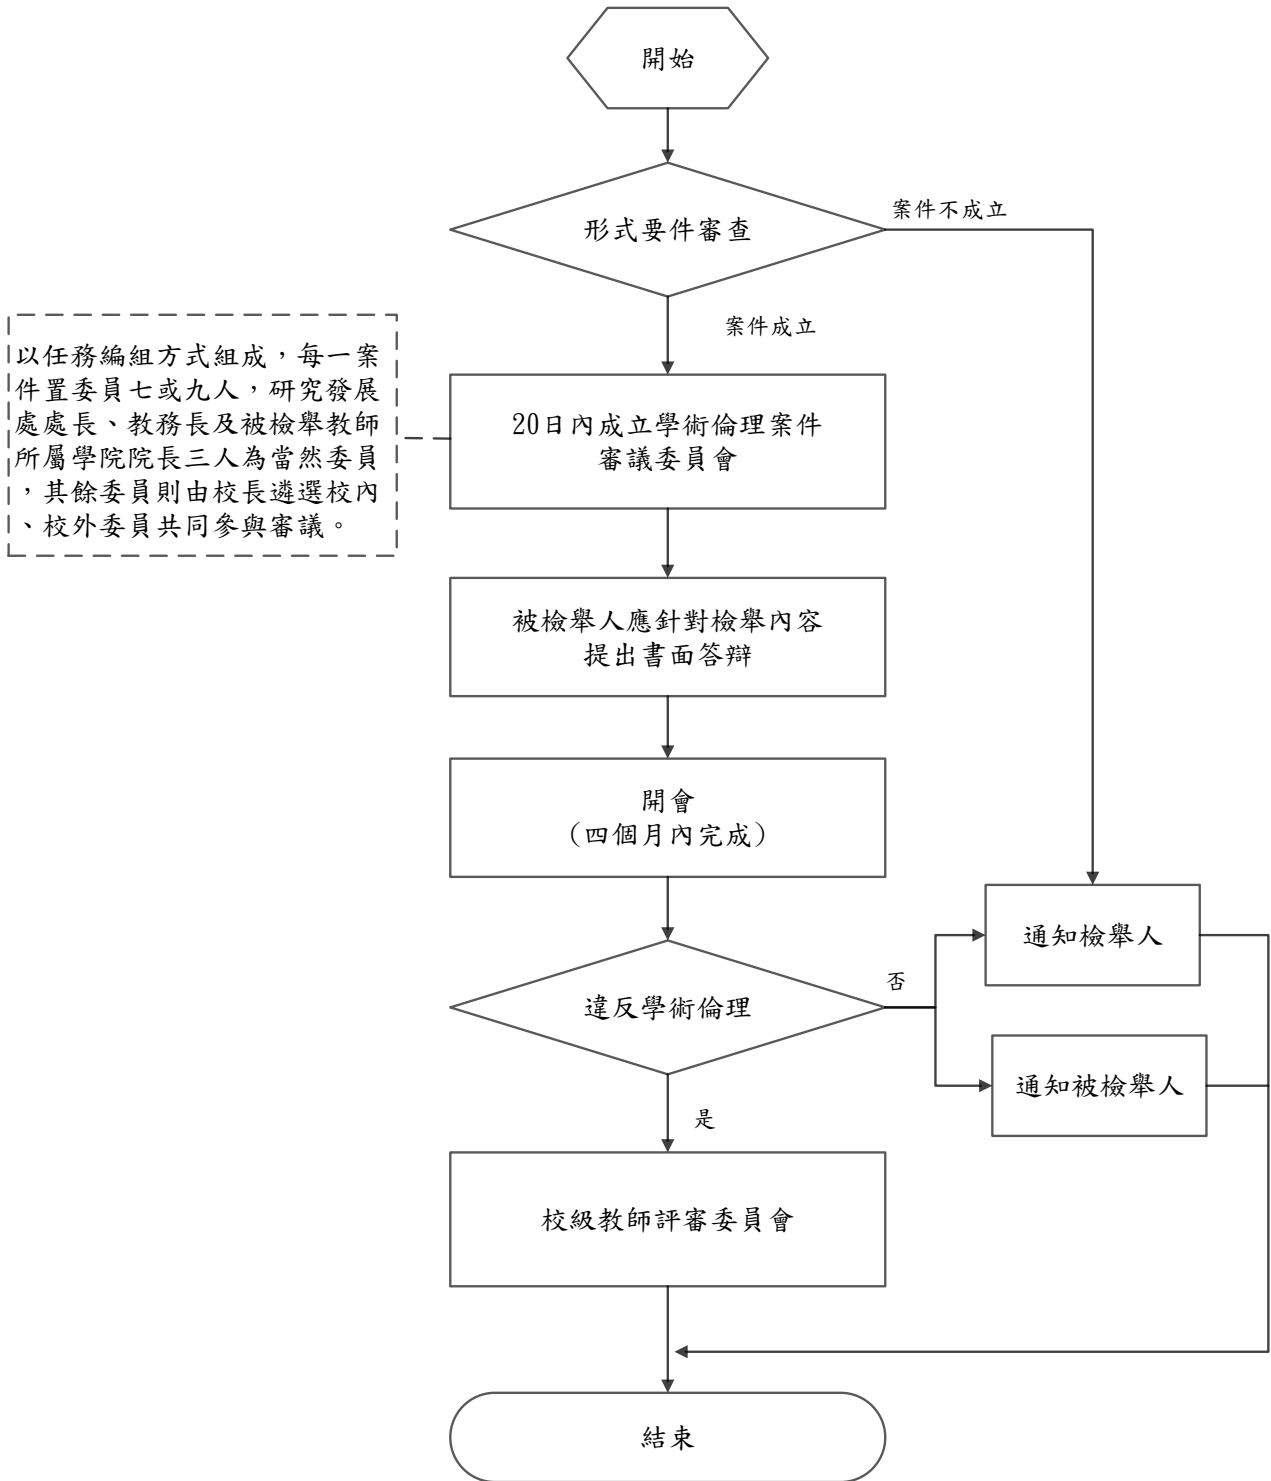 開始
形式要件審查
案件不成立
案件成立
以任務編組方式組成，每一案
件置委員七或九人，研究發展
處處長、教務長及被檢舉教師
所屬學院院長三人為當然委員
，其餘委員則由校長遴選校內
、校外委員共同參與審議。
20日內成立學術倫理案件
審議委員會
被檢舉人應針對檢舉內容
提出書面答辯
開會
（四個月內完成）
通知檢舉人
否
違反學術倫理
通知被檢舉人
是
校級教師評審委員會
結束